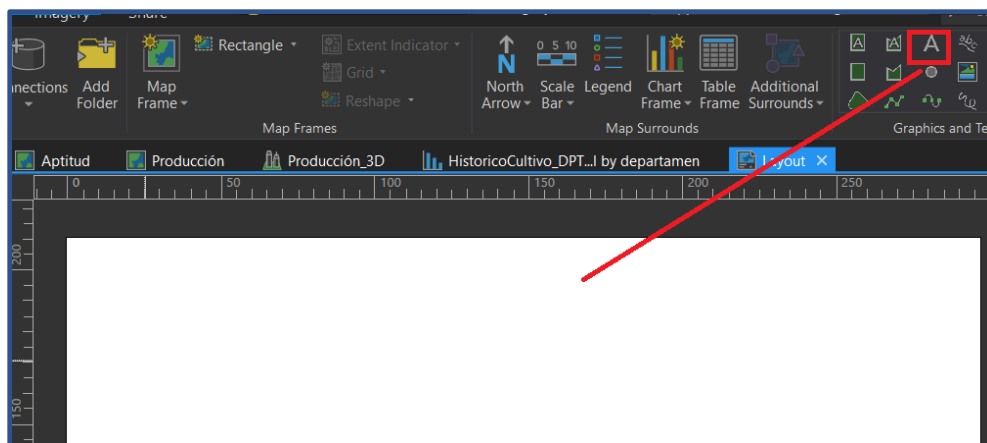 Imagery Share
Rectangle
Extent Indicator
Grid
Reshape
Add
Folder
Map
Frame
Map Frames
N
North
Arrow
0 5 10
Scale
Bar
Legend
Chart
Frame
Table
Frame
Additional
Surrounds
Map Surrounds
A A A abc
Graphics and Te
Aptitud
Producción
Producción_3D
HistoricoCultivo_DPT...l by departamen
Layout
0 50 100 150 200 250
200
150